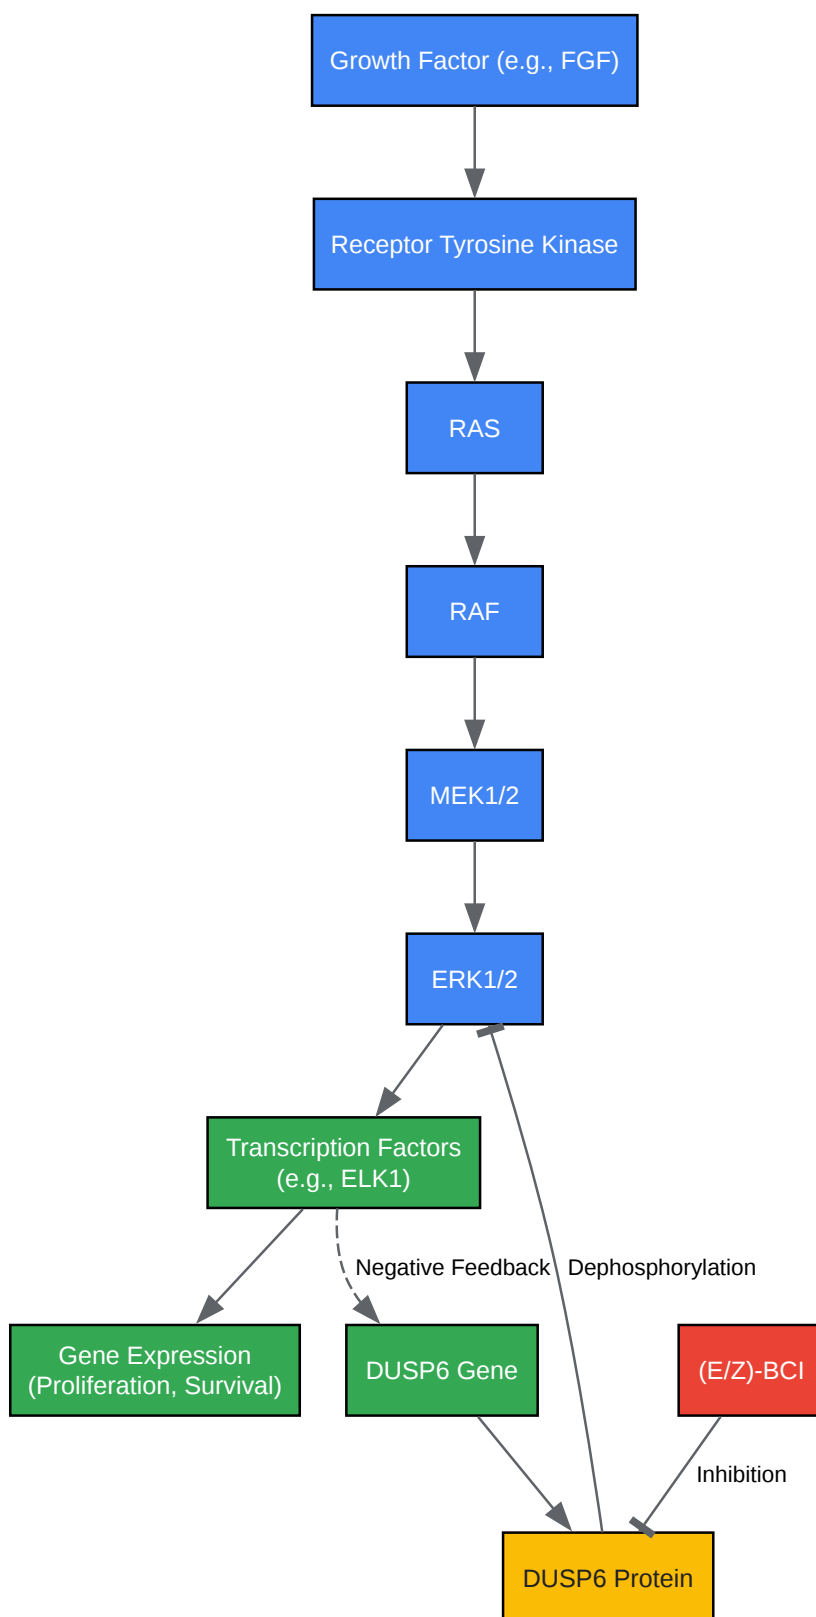 Growth Factor (e.g., FGF)
Receptor Tyrosine Kinase
RAS
RAF
MEK1/2
ERK1/2
Transcription Factors
(e.g., ELK1)
Negative Feedback
Dephosphorylation
Gene Expression
(Proliferation, Survival)
DUSP6 Gene
(E/Z)-BCI
Inhibition
DUSP6 Protein